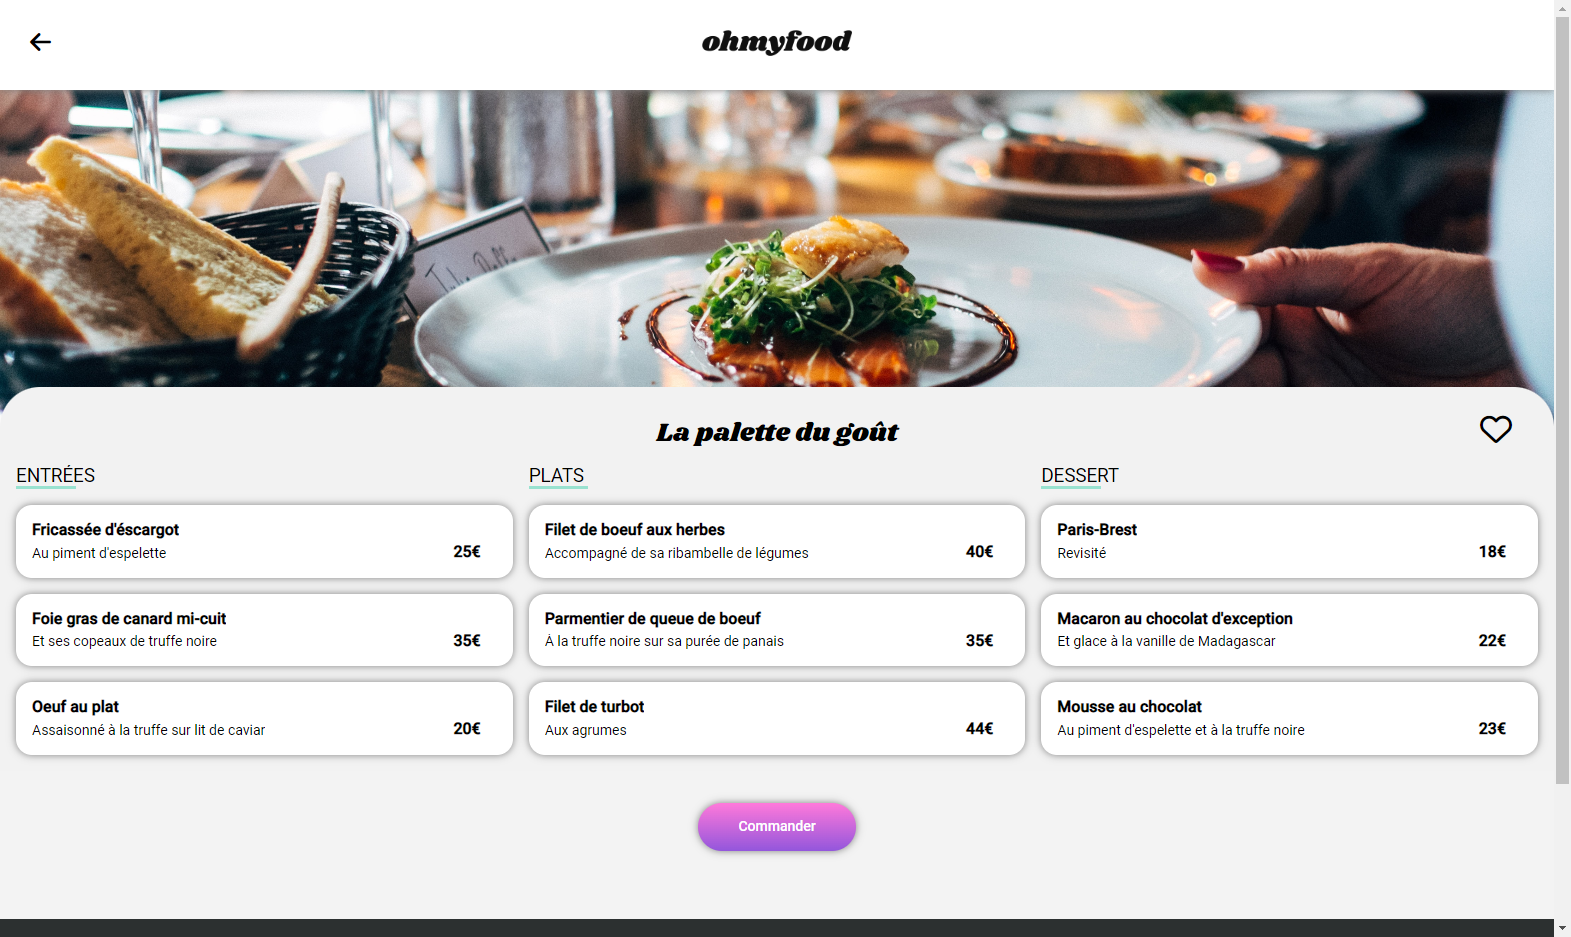 ohmyfood
La palette du goût
ENTRÉES
Fricassée d'éscargot
Au piment d'espelette
25€
Foie gras de canard mi-cuit
Et ses copeaux de truffe noire
35€
Oeuf au plat
Assaisonné à la truffe sur lit de caviar
20€
PLATS
Filet de boeuf aux herbes
Accompagné de sa ribambelle de légumes
40€
Parmentier de queue de boeuf
À la truffe noire sur sa purée de panais
35€
Filet de turbot
Aux agrumes
44€
DESSERT
Paris-Brest
Revisité
18€
Macaron au chocolat d'exception
Et glace à la vanille de Madagascar
22€
Mousse au chocolat
Au piment d'espelette et à la truffe noire
23€
Commander